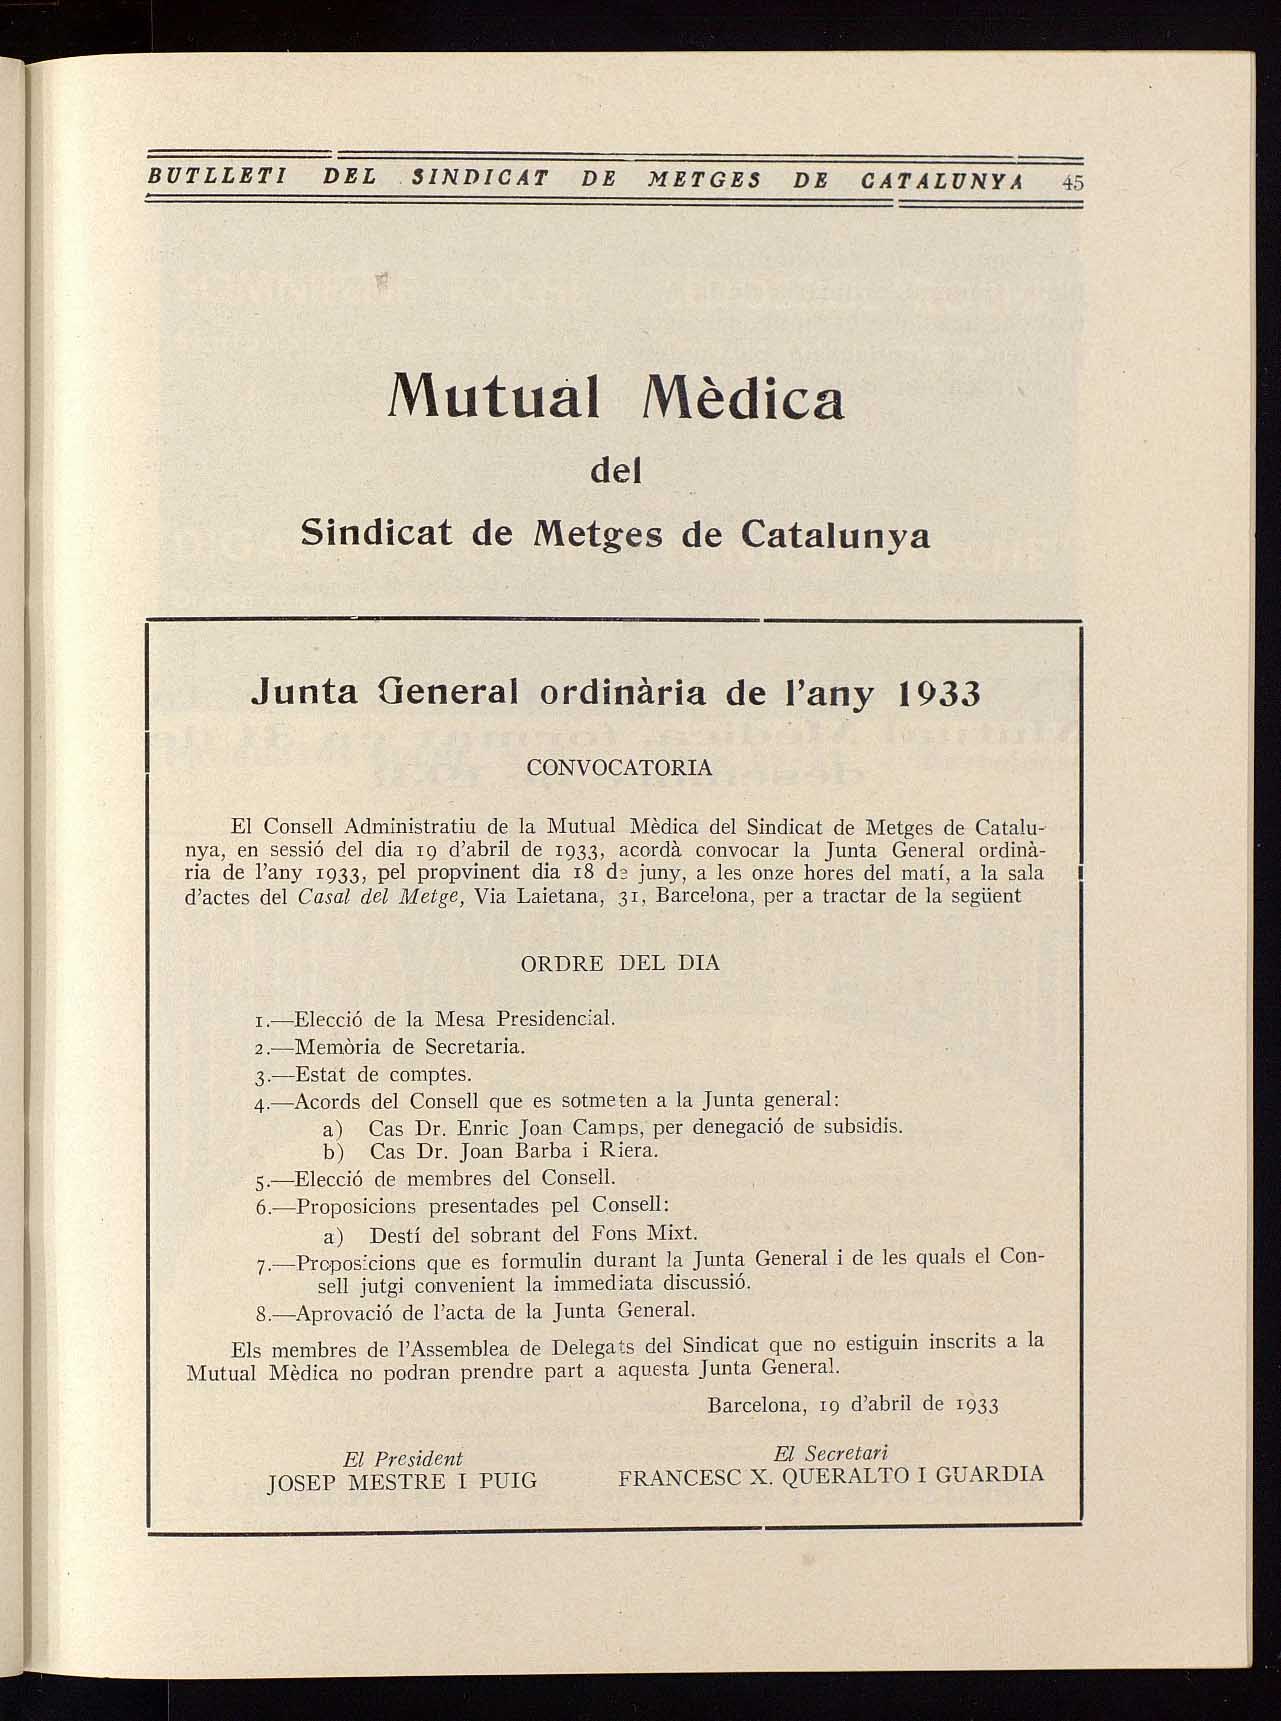 BUTLLETI DEL SINDICAT DE METGES DE CATALUNYA 45
Mutual Mèdica
del
Sindicat de Metges de Catalunya
Junta General ordinària de l'any 1933
CONVOCATORIA
El Consell Administratiu de la Mutual Mèdica del Sindicat de Metges de Catalu-
nya, en sessió del dia 19 d'abril de 1933, acordà convocar la Junta General ordinà-
ria de l'any 1933, pel propvinent dia 18 de juny, a les onze hores del matí, a la sala
d'actes del Casal del Metge, Via Laietana, 31, Barcelona, per a tractar de la següent
ORDRE DEL DIA
1.—Elecció de la Mesa Presidencial.
2.—Memòria de Secretaria.
3.—Estat de comptes.
4.—Acords del Consell que es sotmeten a la Junta general:
a) Cas Dr. Enric Joan Camps, per denegació de subsidis.
b) Cas Dr. Joan Barba i Riera.
5.—Elecció de membres del Consell.
6.—Proposicions presentades pel Consell:
a) Destí del sobrant del Fons Mixt.
7.—Proposicions que es formulin durant la Junta General i de les quals el Con-
sell jutgi convenient la immediata discussió.
8.—Aprovació de l'acta de la Junta General.
Els membres de l'Assemblea de Delegats del Sindicat que no estiguin inscrits a la
Mutual Mèdica no podran prendre part a aquesta Junta General.
Barcelona, 19 d'abril de 1933
El President
JOSEP MESTRE I PUIG
El Secretari
FRANCESC X. QUERALTO I GUARDIA